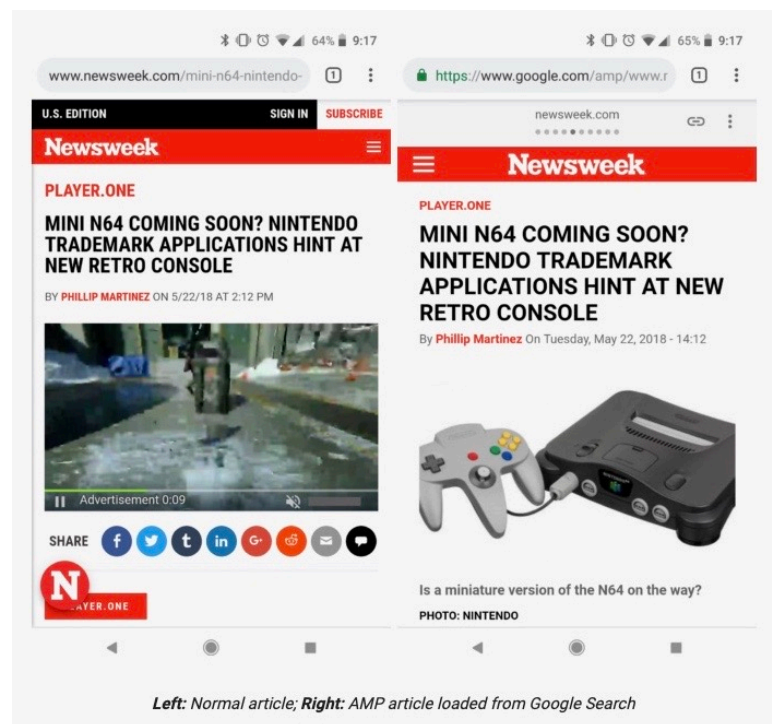 64% 9:17
www.newsweek.com/mini-n64-nintendo- 1
U.S. EDITION SIGN IN SUBSCRIBE
Newsweek
PLAYER.ONE
MINI N64 COMING SOON? NINTENDO
TRADEMARK APPLICATIONS HINT AT
NEW RETRO CONSOLE
BY PHILLIP MARTINEZ ON 5/22/18 AT 2:12 PM
Advertisement 0:09
SHARE f t in G+
N
AYER.ONE
65% 9:17
https://www.google.com/amp/www.r 1
newsweek.com
Newsweek
PLAYER.ONE
MINI N64 COMING SOON?
NINTENDO TRADEMARK
APPLICATIONS HINT AT NEW
RETRO CONSOLE
By Phillip Martinez On Tuesday, May 22, 2018 - 14:12
Is a miniature version of the N64 on the way?
PHOTO: NINTENDO
Left: Normal article; Right: AMP article loaded from Google Search